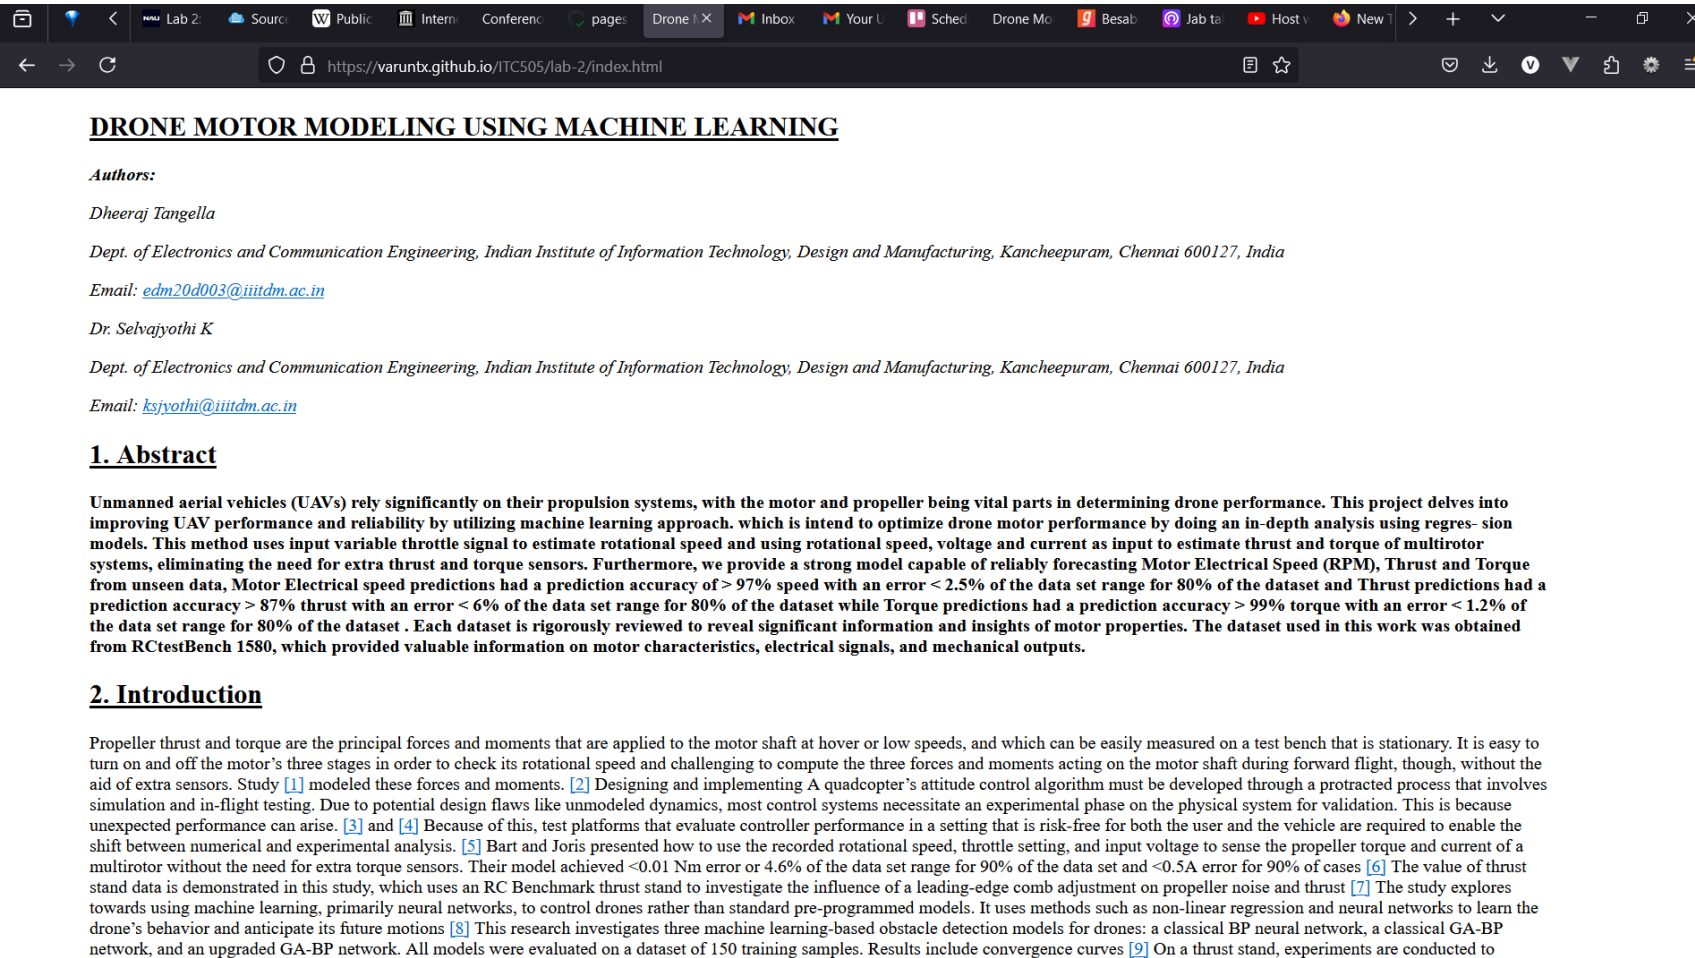 NAU Lab 2: Source W Public Intern Conferenc pages Drone M Inbox Your U Sched Drone Mo Besab Jab ta Host v New T
https://varuntx.github.io/ITC505/lab-2/index.html
DRONE MOTOR MODELING USING MACHINE LEARNING
Authors:
Dheeraj Tangella
Dept. of Electronics and Communication Engineering, Indian Institute of Information Technology, Design and Manufacturing, Kancheepuram, Chennai 600127, India
Email: edm20d003@iiitdm.ac.in
Dr. Selvajyothi K
Dept. of Electronics and Communication Engineering, Indian Institute of Information Technology, Design and Manufacturing, Kancheepuram, Chennai 600127, India
Email: ksjyothi@iiitdm.ac.in
1. Abstract
Unmanned aerial vehicles (UAVs) rely significantly on their propulsion systems, with the motor and propeller being vital parts in determining drone performance. This project delves into
improving UAV performance and reliability by utilizing machine learning approach. which is intend to optimize drone motor performance by doing an in-depth analysis using regres- sion
models. This method uses input variable throttle signal to estimate rotational speed and using rotational speed, voltage and current as input to estimate thrust and torque of multirotor
systems, eliminating the need for extra thrust and torque sensors. Furthermore, we provide a strong model capable of reliably forecasting Motor Electrical Speed (RPM), Thrust and Torque
from unseen data, Motor Electrical speed predictions had a prediction accuracy of > 97% speed with an error < 2.5% of the data set range for 80% of the dataset and Thrust predictions had a
prediction accuracy > 87% thrust with an error < 6% of the data set range for 80% of the dataset while Torque predictions had a prediction accuracy > 99% torque with an error < 1.2% of
the data set range for 80% of the dataset . Each dataset is rigorously reviewed to reveal significant information and insights of motor properties. The dataset used in this work was obtained
from RCtestBench 1580, which provided valuable information on motor characteristics, electrical signals, and mechanical outputs.
2. Introduction
Propeller thrust and torque are the principal forces and moments that are applied to the motor shaft at hover or low speeds, and which can be easily measured on a test bench that is stationary. It is easy to
turn on and off the motor’s three stages in order to check its rotational speed and challenging to compute the three forces and moments acting on the motor shaft during forward flight, though, without the
aid of extra sensors. Study [1] modeled these forces and moments. [2] Designing and implementing A quadcopter’s attitude control algorithm must be developed through a protracted process that involves
simulation and in-flight testing. Due to potential design flaws like unmodeled dynamics, most control systems necessitate an experimental phase on the physical system for validation. This is because
unexpected performance can arise. [3] and [4] Because of this, test platforms that evaluate controller performance in a setting that is risk-free for both the user and the vehicle are required to enable the
shift between numerical and experimental analysis. [5] Bart and Joris presented how to use the recorded rotational speed, throttle setting, and input voltage to sense the propeller torque and current of a
multirotor without the need for extra torque sensors. Their model achieved <0.01 Nm error or 4.6% of the data set range for 90% of the data set and <0.5A error for 90% of cases [6] The value of thrust
stand data is demonstrated in this study, which uses an RC Benchmark thrust stand to investigate the influence of a leading-edge comb adjustment on propeller noise and thrust [7] The study explores
towards using machine learning, primarily neural networks, to control drones rather than standard pre-programmed models. It uses methods such as non-linear regression and neural networks to learn the
drone’s behavior and anticipate its future motions [8] This research investigates three machine learning-based obstacle detection models for drones: a classical BP neural network, a classical GA-BP
network, and an upgraded GA-BP network. All models were evaluated on a dataset of 150 training samples. Results include convergence curves [9] On a thrust stand, experiments are conducted to